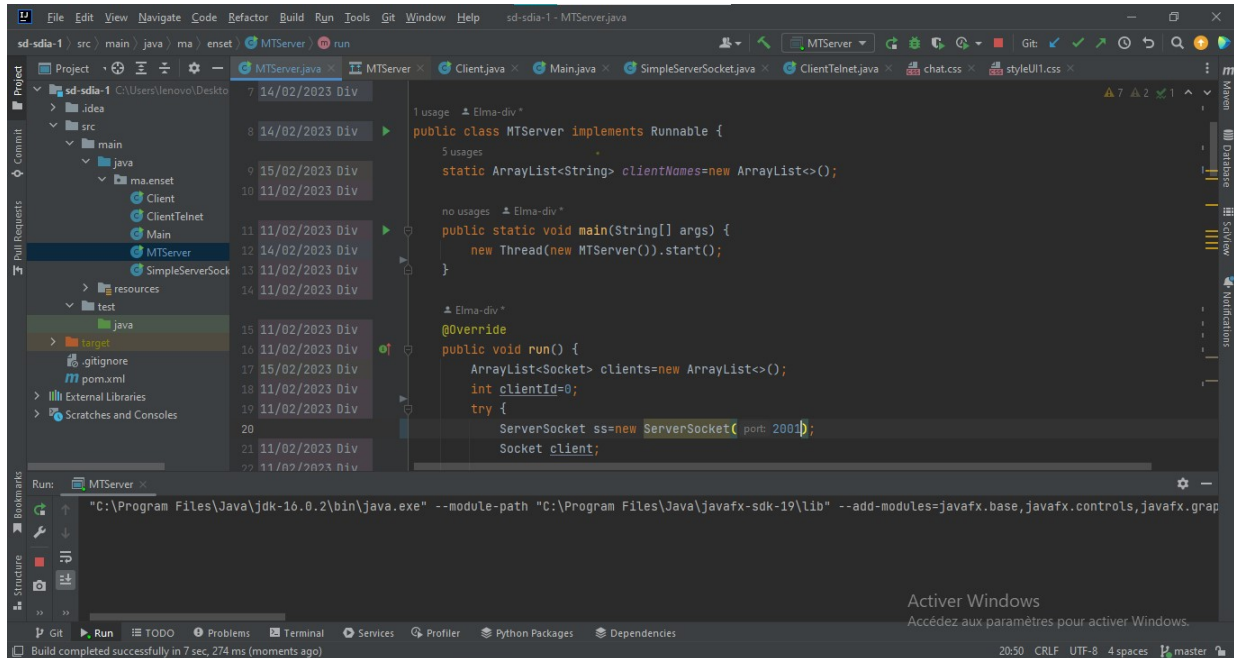 File Edit View Navigate Code Refactor Build Run Tools Git Window Help sd-sdia-1 - MTServer.java
sd-sdia-1 src main java ma enset MTServer run MTServer Git:
Project MTServer.java MTServer Client.java Main.java SimpleServerSocket.java ClientTelnet.java chat.css styleUI1.css
sd-sdia-1 C:\Users\lenovo\Deskto
.idea
src
main
java
ma.enset
Client
ClientTelnet
Main
MTServer
SimpleServerSock
resources
test
java
target
.gitignore
pom.xml
External Libraries
Scratches and Consoles
7 14/02/2023 Div
7 2 1
1 usage Elma-div *
8 14/02/2023 Div public class MTServer implements Runnable {
5 usages
9 15/02/2023 Div static ArrayList<String> clientNames=new ArrayList<>();
10 11/02/2023 Div
no usages Elma-div *
11 11/02/2023 Div public static void main(String[] args) {
12 14/02/2023 Div new Thread(new MTServer()).start();
13 11/02/2023 Div }
14 11/02/2023 Div
Elma-div *
15 11/02/2023 Div @Override
16 11/02/2023 Div public void run() {
17 15/02/2023 Div ArrayList<Socket> clients=new ArrayList<>();
18 11/02/2023 Div int clientId=0;
19 11/02/2023 Div try {
20 ServerSocket ss=new ServerSocket( port: 2001);
21 11/02/2023 Div Socket client;
22 11/02/2023 Div
Project
Commit
Pull Requests
Bookmarks
Structure
Maven
Database
SciView
Notifications
Run: MTServer
"C:\Program Files\Java\jdk-16.0.2\bin\java.exe" --module-path "C:\Program Files\Java\javafx-sdk-19\lib" --add-modules=javafx.base,javafx.controls,javafx.grap
Activer Windows
Accédez aux paramètres pour activer Windows.
Git Run TODO Problems Terminal Services Profiler Python Packages Dependencies
Build completed successfully in 7 sec, 274 ms (moments ago) 20:50 CRLF UTF-8 4 spaces master